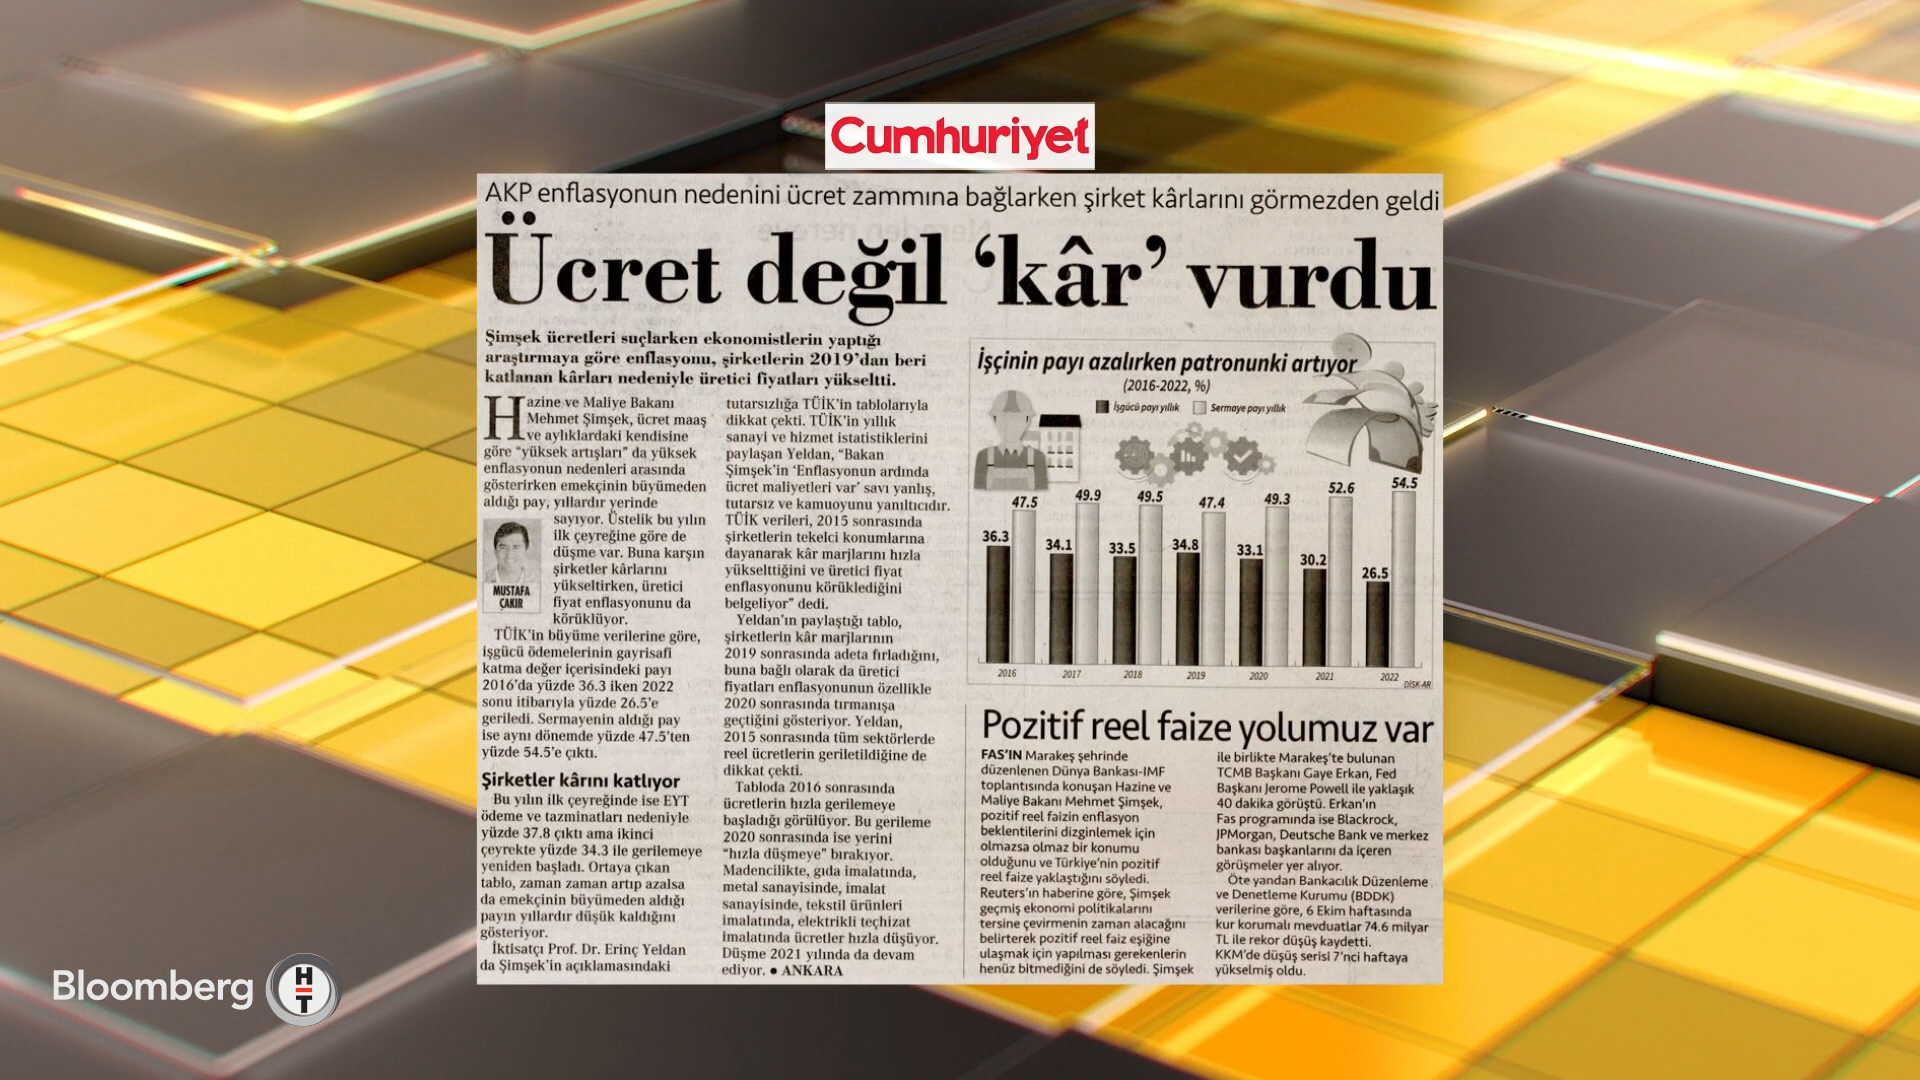 Cumhuriyet
AKP enflasyonun nedenini ücret zammına bağlarken şirket kârlarını görmezden geldi
Ücret değil ‘kâr’ vurdu
Şimşek ücretleri suçlarken ekonomistlerin yaptığı
araştırmaya göre enflasyonu, şirketlerin 2019’dan beri
katlanan kârları nedeniyle üretici fiyatları yükseltti.
Hazine ve Maliye Bakanı
Mehmet Şimşek, ücret maaş
ve aylıklardaki kendisine
göre “yüksek artışları” da yüksek
enflasyonun nedenleri arasında
gösterirken emekçinin büyümeden
aldığı pay, yıllardır yerinde
sayıyor. Üstelik bu yılın
ilk çeyreğine göre de
düşme var. Buna karşın
şirketler kârlarını
yükseltirken, üretici
fiyat enflasyonunu da
körüklüyor.
MUSTAFA
ÇAKIR
TÜİK’in büyüme verilerine göre,
işgücü ödemelerinin gayrisafi
katma değer içerisindeki payı
2016’da yüzde 36.3 iken 2022
sonu itibarıyla yüzde 26.5’e
geriledi. Sermayenin aldığı pay
ise aynı dönemde yüzde 47.5’ten
yüzde 54.5’e çıktı.
Şirketler kârını katlıyor
Bu yılın ilk çeyreğinde ise EYT
ödeme ve tazminatları nedeniyle
yüzde 37.8 çıktı ama ikinci
çeyrekte yüzde 34.3 ile gerilemeye
yeniden başladı. Ortaya çıkan
tablo, zaman zaman artıp azalsa
da emekçinin büyümeden aldığı
payın yıllardır düşük kaldığını
gösteriyor.
İktisatçı Prof. Dr. Erinç Yeldan
da Şimşek’in açıklamasındaki
tutarsızlığa TÜİK’in tablolarıyla
dikkat çekti. TÜİK’in yıllık
sanayi ve hizmet istatistiklerini
paylaşan Yeldan, “Bakan
Şimşek’in ‘Enflasyonun ardında
ücret maliyetleri var’ savı yanlış,
tutarsız ve kamuoyunu yanıltıcıdır.
TÜİK verileri, 2015 sonrasında
şirketlerin tekelci konumlarına
dayanarak kâr marjlarını hızla
yükselttiğini ve üretici fiyat
enflasyonunu körüklediğini
belgeliyor” dedi.
Yeldan’ın paylaştığı tablo,
şirketlerin kâr marjlarının
2019 sonrasında adeta fırladığını,
buna bağlı olarak da üretici
fiyatları enflasyonunun özellikle
2020 sonrasında tırmanışa
geçtiğini gösteriyor. Yeldan,
2015 sonrasında tüm sektörlerde
reel ücretlerin geriletildiğine de
dikkat çekti.
Tabloda 2016 sonrasında
ücretlerin hızla gerilemeye
başladığı görülüyor. Bu gerileme
2020 sonrasında ise yerini
“hızla düşmeye” bırakıyor.
Madencilikte, gıda imalatında,
metal sanayisinde, imalat
sanayisinde, tekstil ürünleri
imalatında, elektrikli teçhizat
imalatında ücretler hızla düşüyor.
Düşme 2021 yılında da devam
ediyor. ● ANKARA
İşçinin payı azalırken patronunki artıyor
(2016-2022, %)
İşgücü payı yıllık Sermaye payı yıllık
36.3 47.5 34.1 49.9 33.5 49.5 34.8 47.4 33.1 49.3 30.2 52.6 26.5 54.5
2016 2017 2018 2019 2020 2021 2022
DİSK-AR
Pozitif reel faize yolumuz var
FAS’IN Marakeş şehrinde
düzenlenen Dünya Bankası-IMF
toplantısında konuşan Hazine ve
Maliye Bakanı Mehmet Şimşek,
pozitif reel faizin enflasyon
beklentilerini dizginlemek için
olmazsa olmaz bir konumu
olduğunu ve Türkiye’nin pozitif
reel faize yaklaştığını söyledi.
Reuters’ın haberine göre, Şimşek
geçmiş ekonomi politikalarını
tersine çevirmenin zaman alacağını
belirterek pozitif reel faiz eşiğine
ulaşmak için yapılması gerekenlerin
henüz bitmediğini de söyledi. Şimşek
ile birlikte Marakeş’te bulunan
TCMB Başkanı Gaye Erkan, Fed
Başkanı Jerome Powell ile yaklaşık
40 dakika görüştü. Erkan’ın
Fas programında ise Blackrock,
JPMorgan, Deutsche Bank ve merkez
bankası başkanlarını da içeren
görüşmeler yer alıyor.
Öte yandan Bankacılık Düzenleme
ve Denetleme Kurumu (BDDK)
verilerine göre, 6 Ekim haftasında
kur korumalı mevduatlar 74.6 milyar
TL ile rekor düşüş kaydetti.
KKM’de düşüş serisi 7’nci haftaya
yükselmiş oldu.
Bloomberg HT